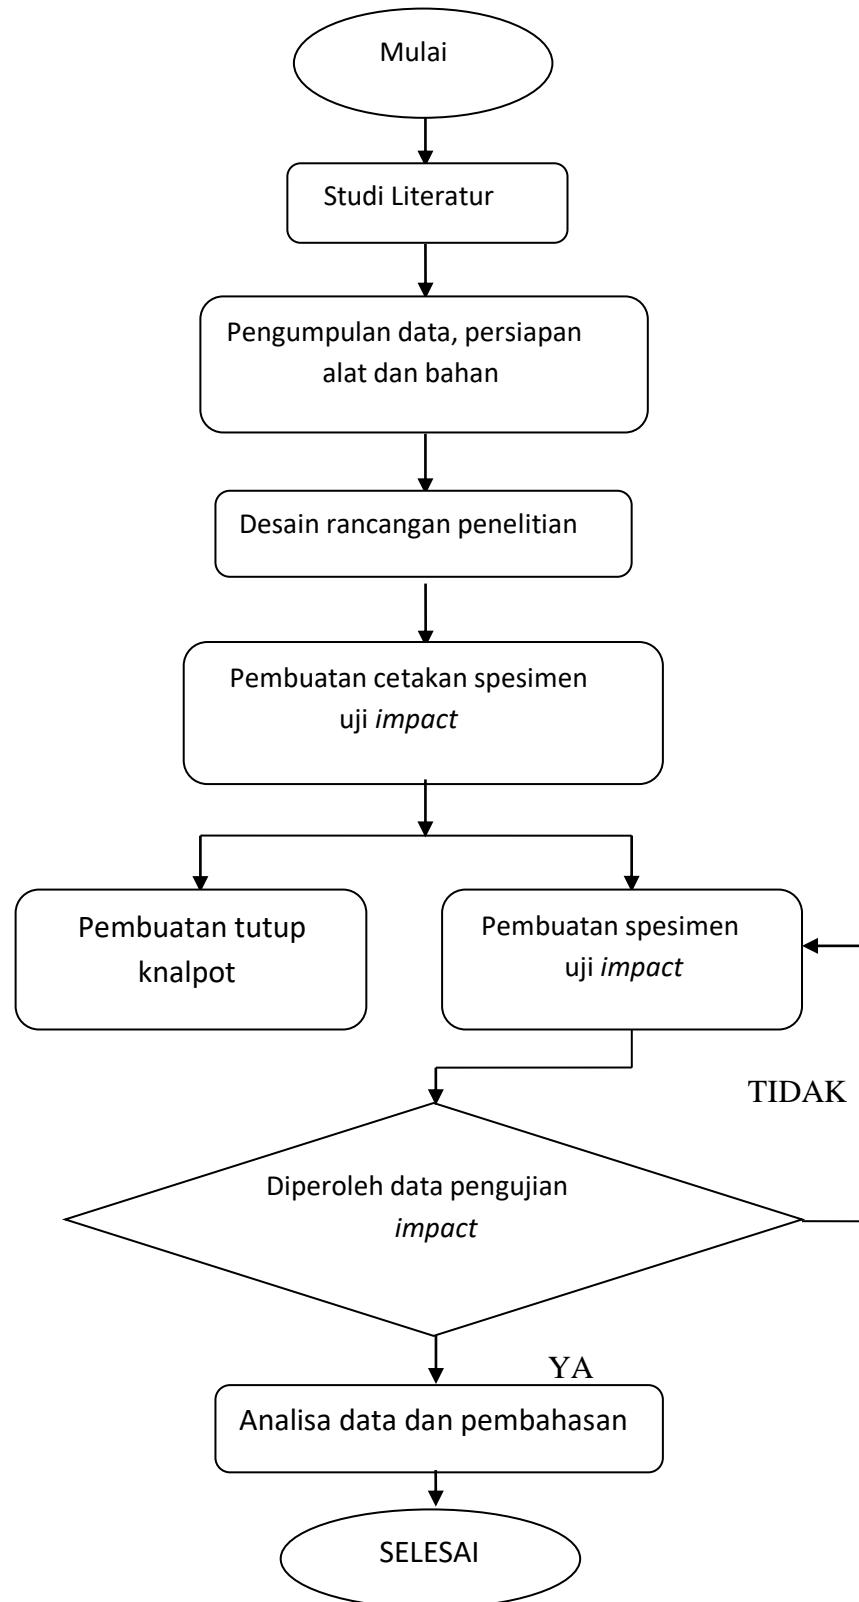 Mulai
Studi Literatur
Pengumpulan data, persiapan
alat dan bahan
Desain rancangan penelitian
Pembuatan cetakan spesimen
uji impact
Pembuatan tutup
knalpot
Pembuatan spesimen
uji impact
TIDAK
Diperoleh data pengujian
impact
YA
Analisa data dan pembahasan
SELESAI